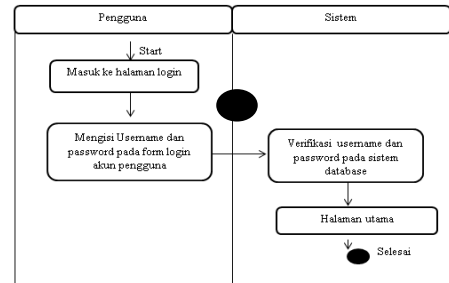 Pengguna
Sistem
Start
Masuk ke halaman login
Mengisi Username dan
password pada form login
akun pengguna
Verifikasi username dan
password pada sistem
database
Halaman utama
Selesai